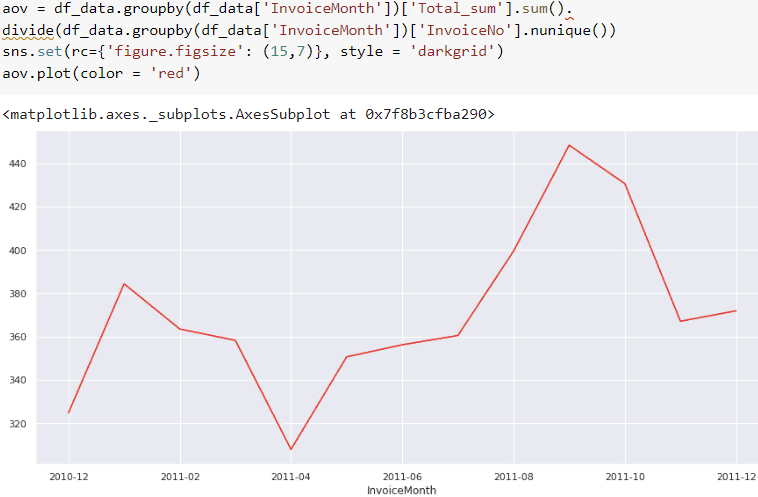 aov = df_data.groupby(df_data['InvoiceMonth'])['Total_sum'].sum().
divide(df_data.groupby(df_data['InvoiceMonth'])['InvoiceNo'].nunique())
sns.set(rc={'figure.figsize': (15,7)}, style = 'darkgrid')
aov.plot(color = 'red')
<matplotlib.axes._subplots.AxesSubplot at 0x7f8b3cfba290>
440
420
400
380
360
340
320
2010-12 2011-02 2011-04 2011-06 2011-08 2011-10 2011-12
InvoiceMonth